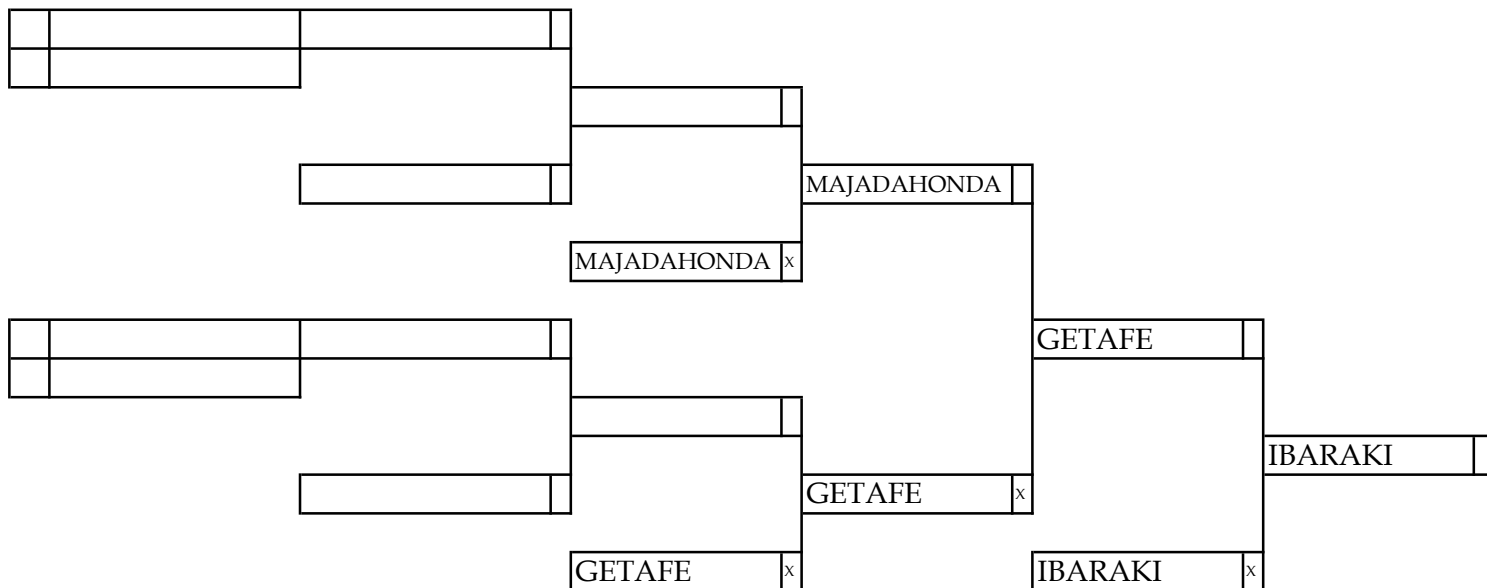 MAJADAHONDA
MAJADAHONDA x
GETAFE
IBARAKI
GETAFE x
GETAFE x
IBARAKI x